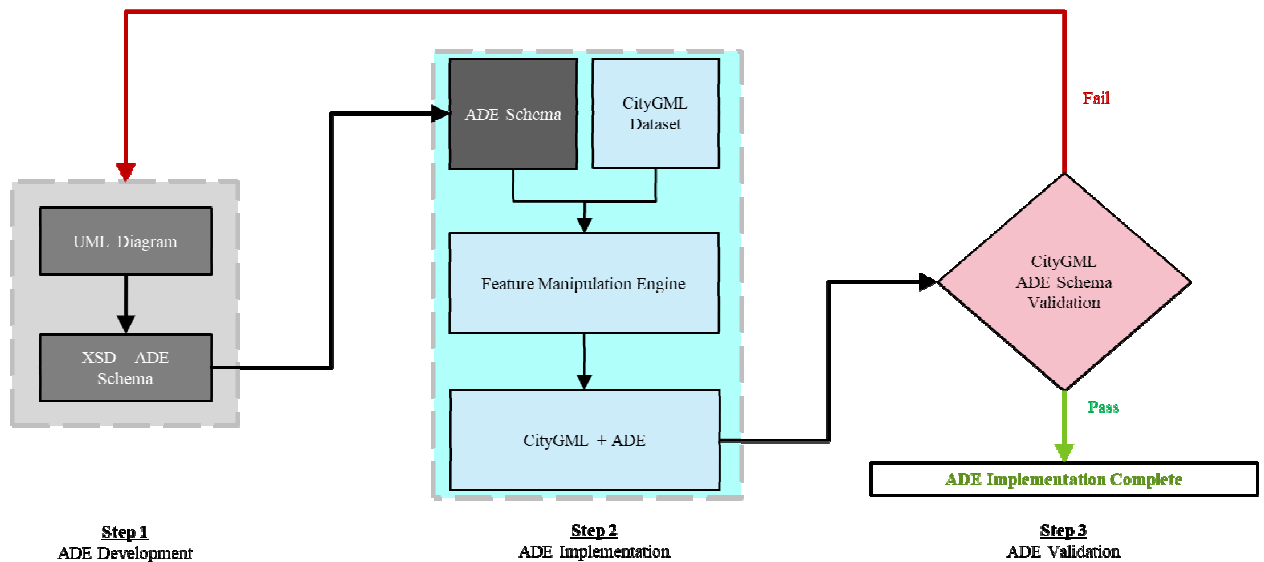 UML Diagram
XSD ADE
Schema
Step 1
ADE Development
ADE Schema
CityGML
Dataset
Feature Manipulation Engine
CityGML + ADE
Step 2
ADE Implementation
Fail
CityGML
ADE Schema
Validation
Pass
ADE Implementation Complete
Step 3
ADE Validation